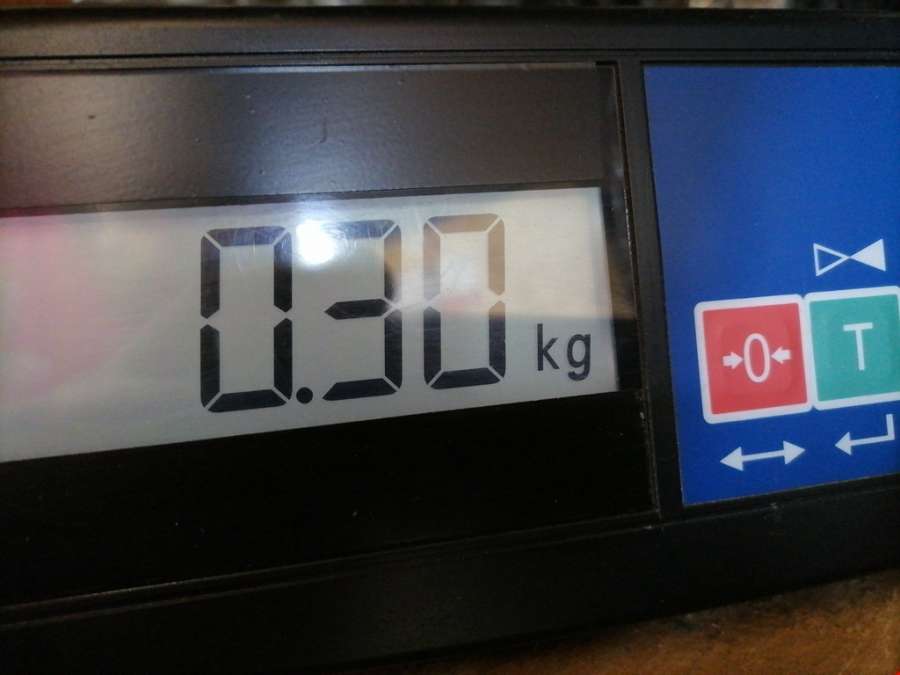 0.30 kg
→0← T